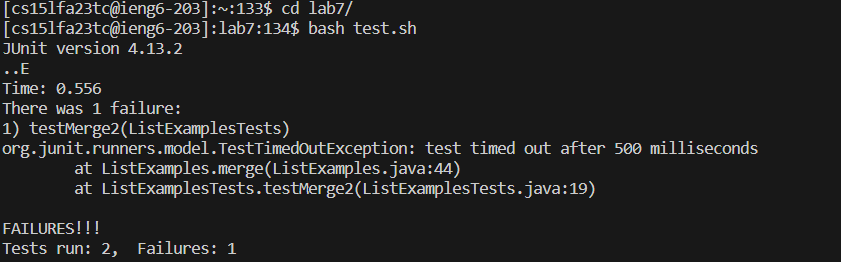 [cs15lfa23tc@ieng6-203]:~:133$ cd lab7/
[cs15lfa23tc@ieng6-203]:lab7:134$ bash test.sh
JUnit version 4.13.2
..E
Time: 0.556
There was 1 failure:
1) testMerge2(ListExamplesTests)
org.junit.runners.model.TestTimedOutException: test timed out after 500 milliseconds
        at ListExamples.merge(ListExamples.java:44)
        at ListExamplesTests.testMerge2(ListExamplesTests.java:19)

FAILURES!!!
Tests run: 2,  Failures: 1